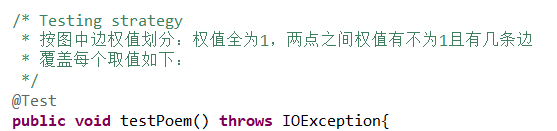 /* Testing strategy
* 按图中边权值划分：权值全为1，两点之间权值有不为1且有几条边
* 覆盖每个取值如下：
*/
@Test
public void testPoem() throws IOException{